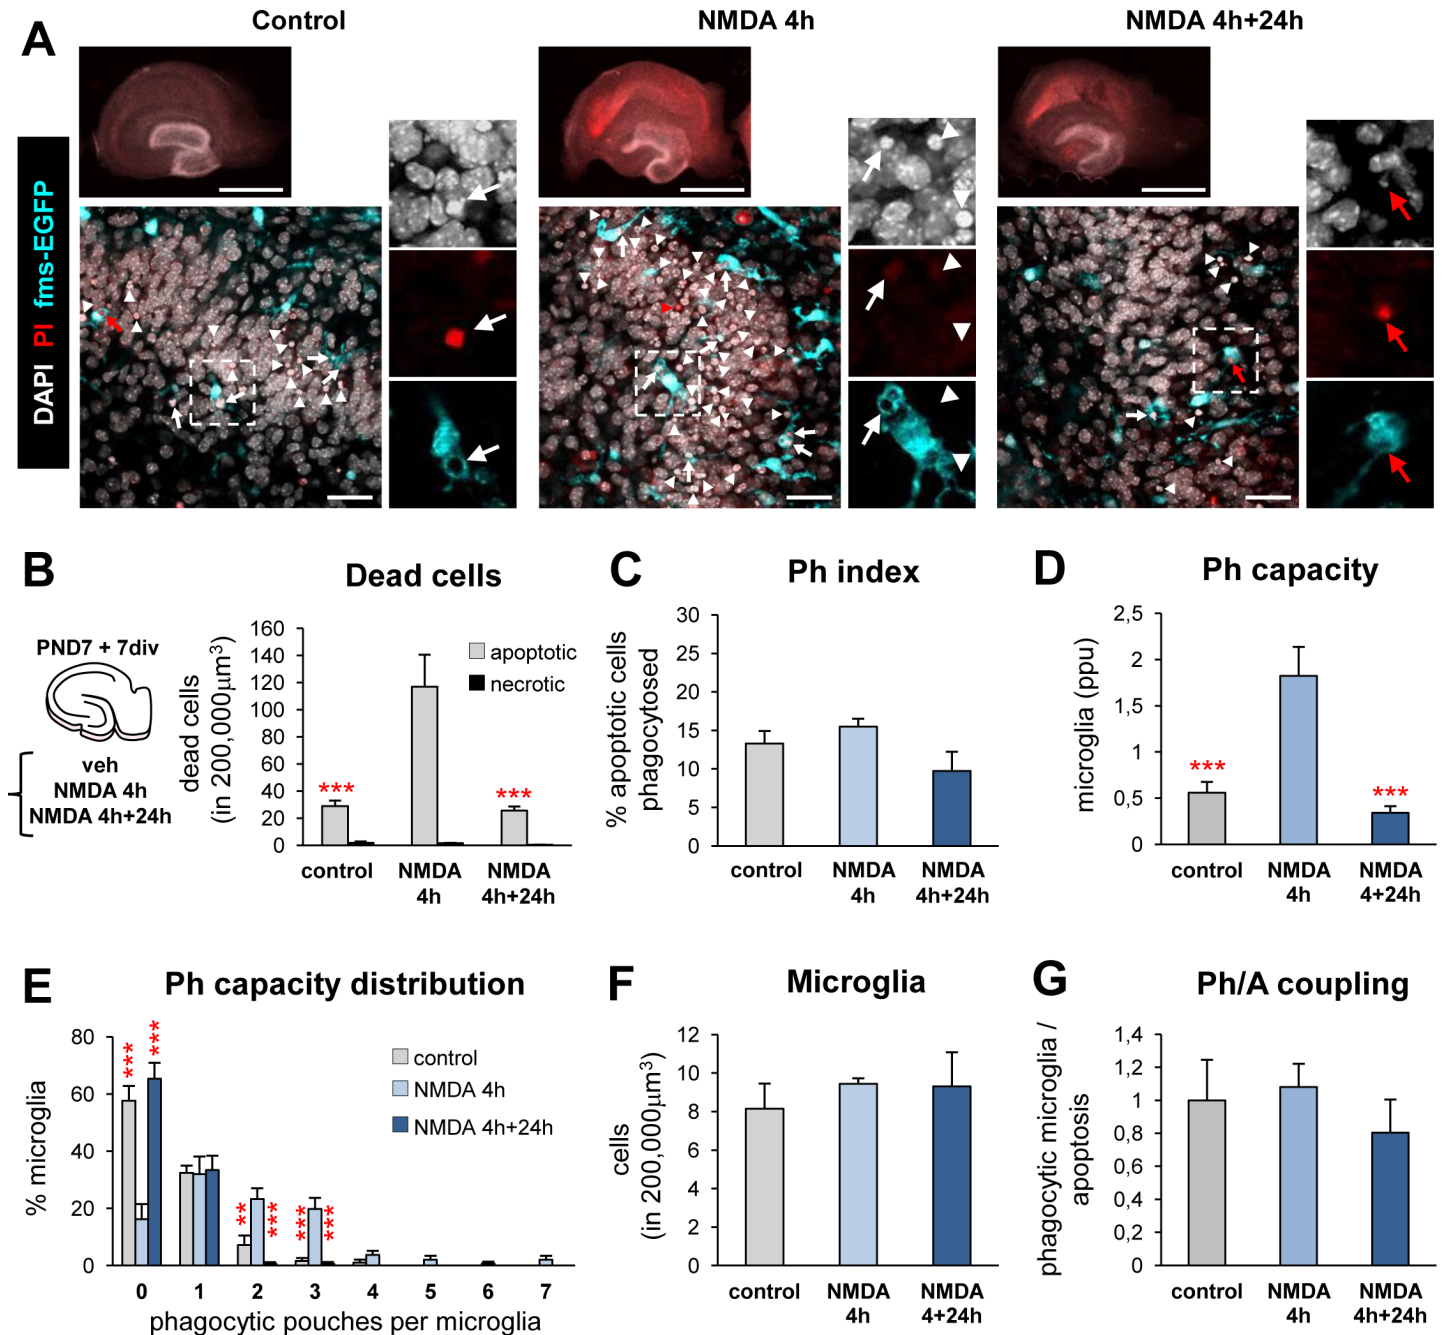 A
Control
NMDA 4h
NMDA 4h+24h
DAPI PI fms-EGFP
B
Dead cells
PND7 + 7div
veh
NMDA 4h
NMDA 4h+24h
dead cells
(in 200,000μm³)
160
140
120
100
80
60
40
20
0
apoptotic
necrotic
***
***
control
NMDA
4h
NMDA
4h+24h
C
Ph index
% apoptotic cells
phagocytosed
30
25
20
15
10
5
0
control
NMDA
4h
NMDA
4h+24h
D
Ph capacity
microglia (ppu)
2,5
2
1,5
1
0,5
0
***
***
control
NMDA
4h
NMDA
4+24h
E
Ph capacity distribution
% microglia
80
60
40
20
0
***
***
**
***
***
***
control
NMDA 4h
NMDA 4h+24h
0 1 2 3 4 5 6 7
phagocytic pouches per microglia
F
Microglia
cells
(in 200,000μm³)
12
10
8
6
4
2
0
control
NMDA
4h
NMDA
4+24h
G
Ph/A coupling
phagocytic microglia /
apoptosis
1,4
1,2
1
0,8
0,6
0,4
0,2
0
control
NMDA
4h
NMDA
4h+24h